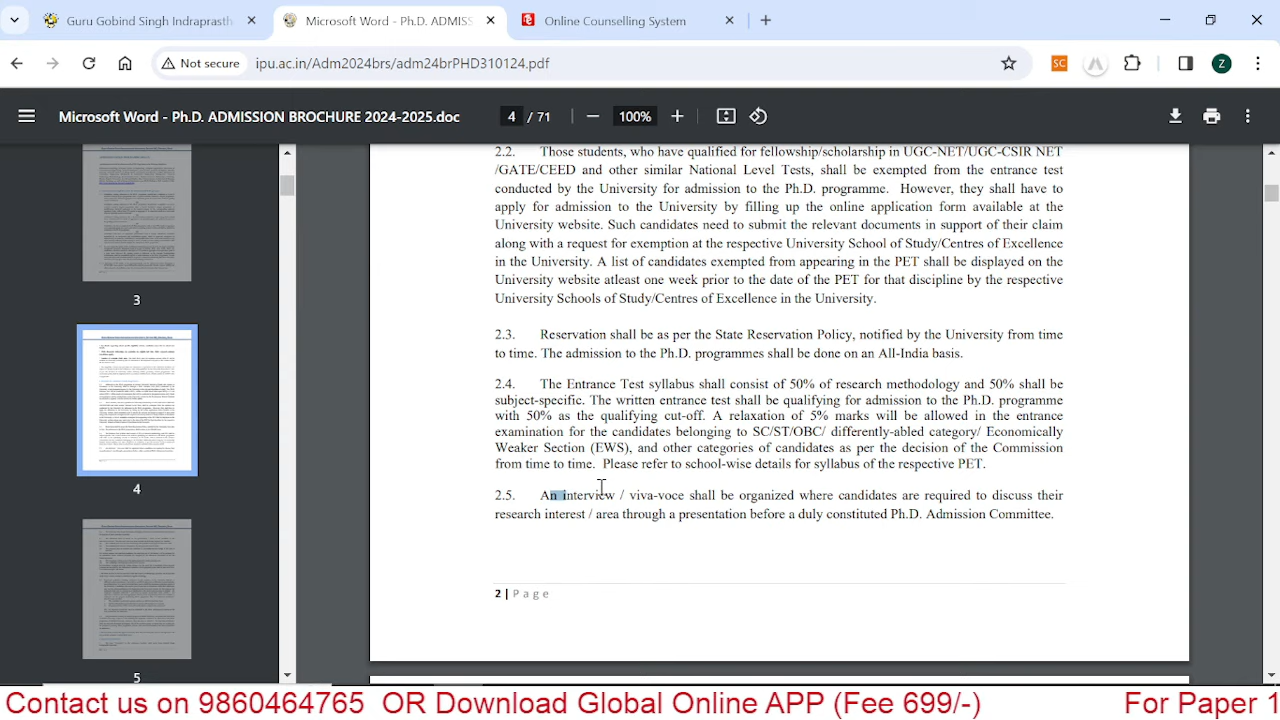 Guru Gobind Singh Indraprasth
Microsoft Word - Ph.D. ADMISS
Online Counselling System
Not secure
ipu.ac.in/Adm2024brs/adm24brPHD310124.pdf
SC
Z
Microsoft Word - Ph.D. ADMISSION BROCHURE 2024-2025.doc
4
100%
3
4
5
2.2. The candidates, who have qualified for fellowship/scholarship in UGC-NET/ UGC-CSIR NET
/GATE/CEED and similar National Level Tests will be exempted from the entrance test
conducted by the University for admission to the Ph.D programme. However, they shall have to
apply for admission to the University by filling up the application form available at the
University website. Such candidates need to submit the relevant documents in support of their claim
along with request for exemption at the respective University School of Study/Centres of Excellence
in the University. A list of candidates exempted from appearing in the PET shall be displayed on the
University website atleast one week prior to the date of the PET for that discipline by the respective
University Schools of Study/Centres of Excellence in the University.
2.3. Reservation shall be as per the State Reservation Policy adopted by the University from time
to time. Admissions under Ph.D. programmes shall be done on All-India basis.
2.4. The test syllabus shall consist of 50% of research methodology and 50% shall be
subject specific. The written entrance test shall be qualifying for admission to the Ph.D. programme
with 50% as the qualifying cut-off. A relaxation of 5% marks will be allowed in the entrance
examination for the candidates belonging to SC/ST/OBC/differently-abled category, Economically
Weaker Section (EWS), and other categories of candidates as per the decision of the Commission
from time to time. Please refer to school-wise details for syllabus of the respective PET.
2.5. An interview / viva-voce shall be organized where candidates are required to discuss their
research interest / area through a presentation before a duly constituted Ph.D. Admission Committee.
2 | P a g e
Contact us on 9860464765 OR Download Global Online APP (Fee 699/-) For Paper 1